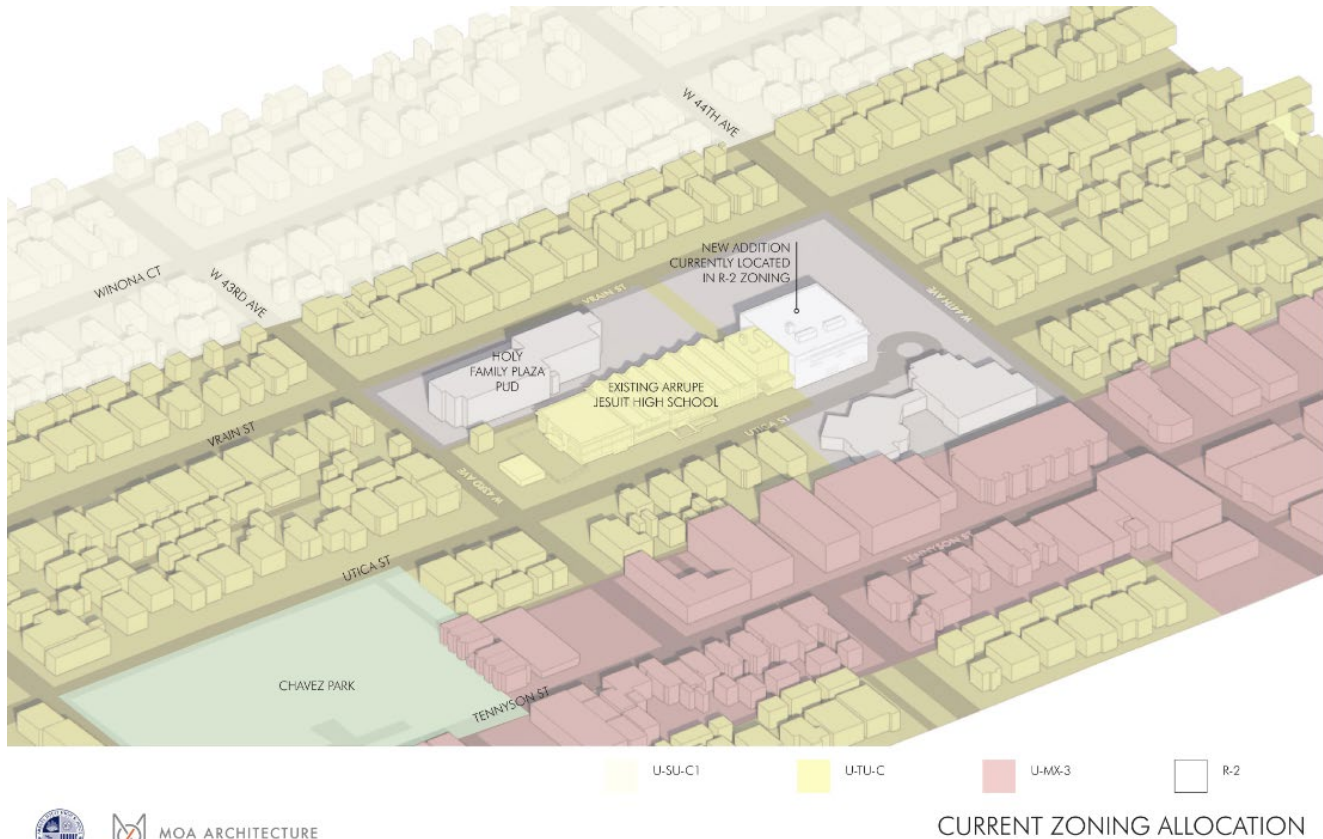 W 44TH AVE
NEW ADDITION
CURRENTLY LOCATED
IN R-2 ZONING
WINONA CT
W 43RD AVE
VRAIN ST
W 44TH AVE
HOLY
FAMILY PLAZA
PUD
EXISTING ARRUPE
JESUIT HIGH SCHOOL
VRAIN ST
UTICA ST
W 43RD AVE
TENNYSON ST
UTICA ST
CHAVEZ PARK
TENNYSON ST
U-SU-C1
U-TU-C
U-MX-3
R-2
MOA ARCHITECTURE
CURRENT ZONING ALLOCATION